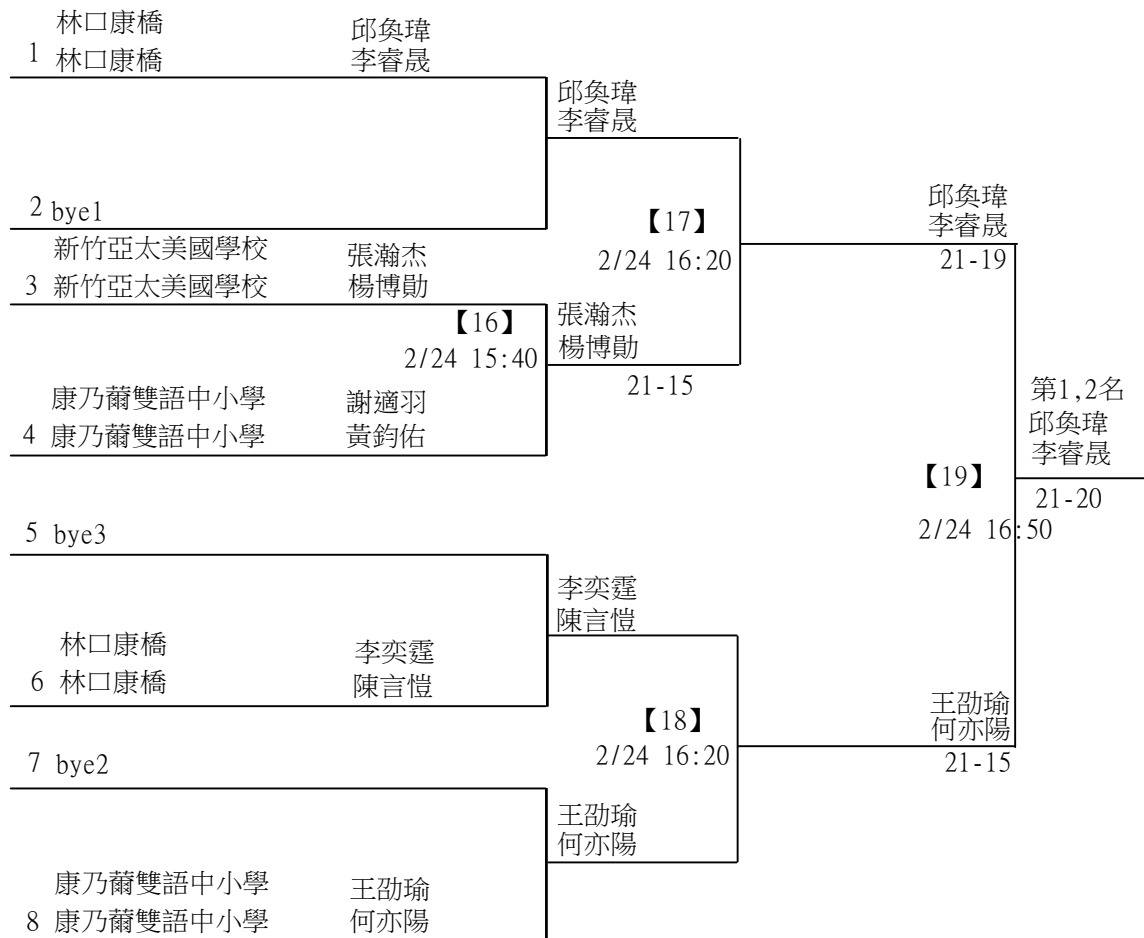 林口康橋 邱奐瑋
1 林口康橋 李睿晟
邱奐瑋
李睿晟
2 bye1
【17】
2/24 16:20
邱奐瑋
李睿晟
21-19
新竹亞太美國學校 張瀚杰
3 新竹亞太美國學校 楊博勛
【16】
2/24 15:40
張瀚杰
楊博勛
21-15
康乃薾雙語中小學 謝適羽
4 康乃薾雙語中小學 黃鈞佑
第1,2名
邱奐瑋
李睿晟
【19】
21-20
2/24 16:50
5 bye3
李奕霆
陳言愷
林口康橋 李奕霆
6 林口康橋 陳言愷
【18】
2/24 16:20
王劭瑜
何亦陽
21-15
7 bye2
王劭瑜
何亦陽
康乃薾雙語中小學 王劭瑜
8 康乃薾雙語中小學 何亦陽